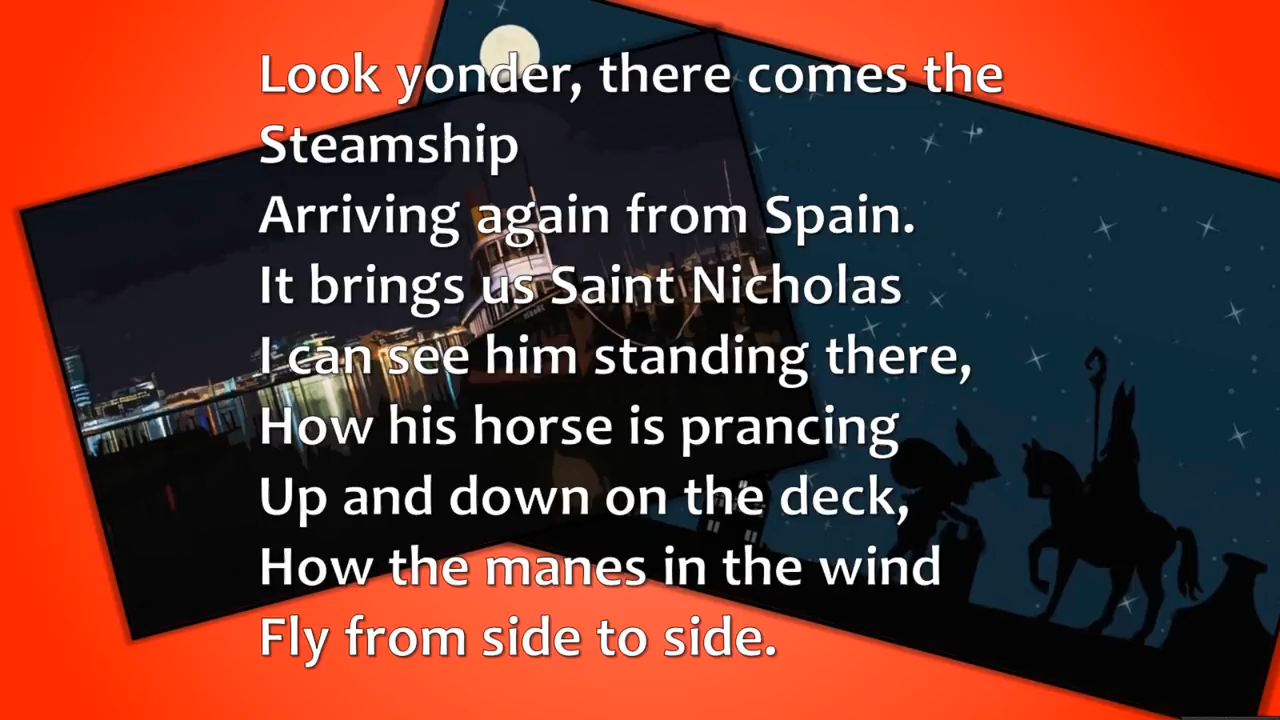 Look yonder, there comes the
Steamship
Arriving again from Spain.
It brings us Saint Nicholas
I can see him standing there,
How his horse is prancing
Up and down on the deck,
How the manes in the wind
Fly from side to side.